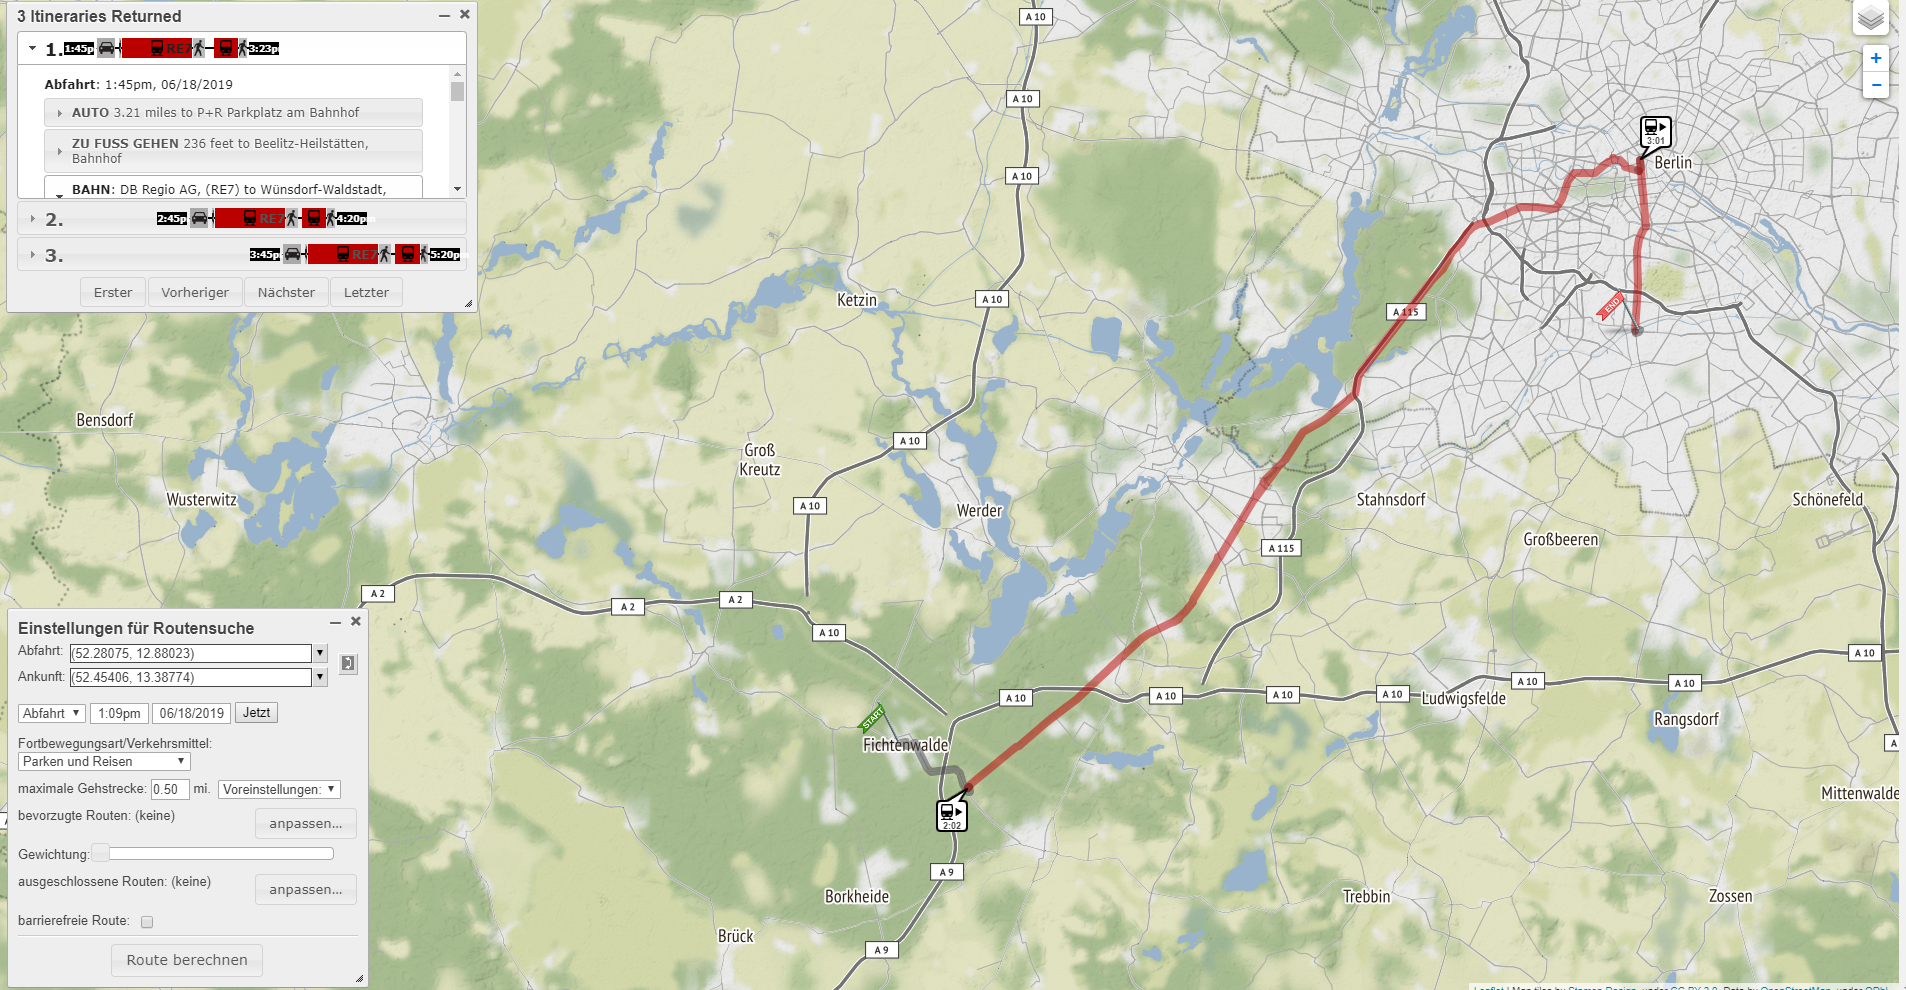 3 Itineraries Returned
1. 1:45p RE7 3:23p
Abfahrt: 1:45pm, 06/18/2019
AUTO 3.21 miles to P+R Parkplatz am Bahnhof
ZU FUSS GEHEN 236 feet to Beelitz-Heilstätten,
Bahnhof
BAHN: DB Regio AG, (RE7) to Wünsdorf-Waldstadt,
2. 2:45p RE7 4:20pm
3. 3:45p RE7 5:20p
Erster Vorheriger Nächster Letzter
A 10
A 10
A 10
A 10
A 10
A 10
+
−
3:01
Berlin
Ketzin
A 115
END
Bensdorf
Groß
Kreutz
Wusterwitz
Werder
Stahnsdorf
Schönefeld
Großbeeren
A 115
A 2
A 2
A 2
A 10
A 10
A 10
A 10
A 10
A 10
A 10
A 10
Ludwigsfelde
Rangsdorf
START
Fichtenwalde
2:02
A
Mittenwalde
A 9
Borkheide
Trebbin
Zossen
Brück
A 9
Einstellungen für Routensuche
Abfahrt: (52.28075, 12.88023)
Ankunft: (52.45406, 13.38774)
Abfahrt 1:09pm 06/18/2019 Jetzt
Fortbewegungsart/Verkehrsmittel:
Parken und Reisen
maximale Gehstrecke: 0.50 mi. Voreinstellungen:
bevorzugte Routen: (keine)
anpassen...
Gewichtung:
ausgeschlossene Routen: (keine)
anpassen...
barrierefreie Route:
Route berechnen